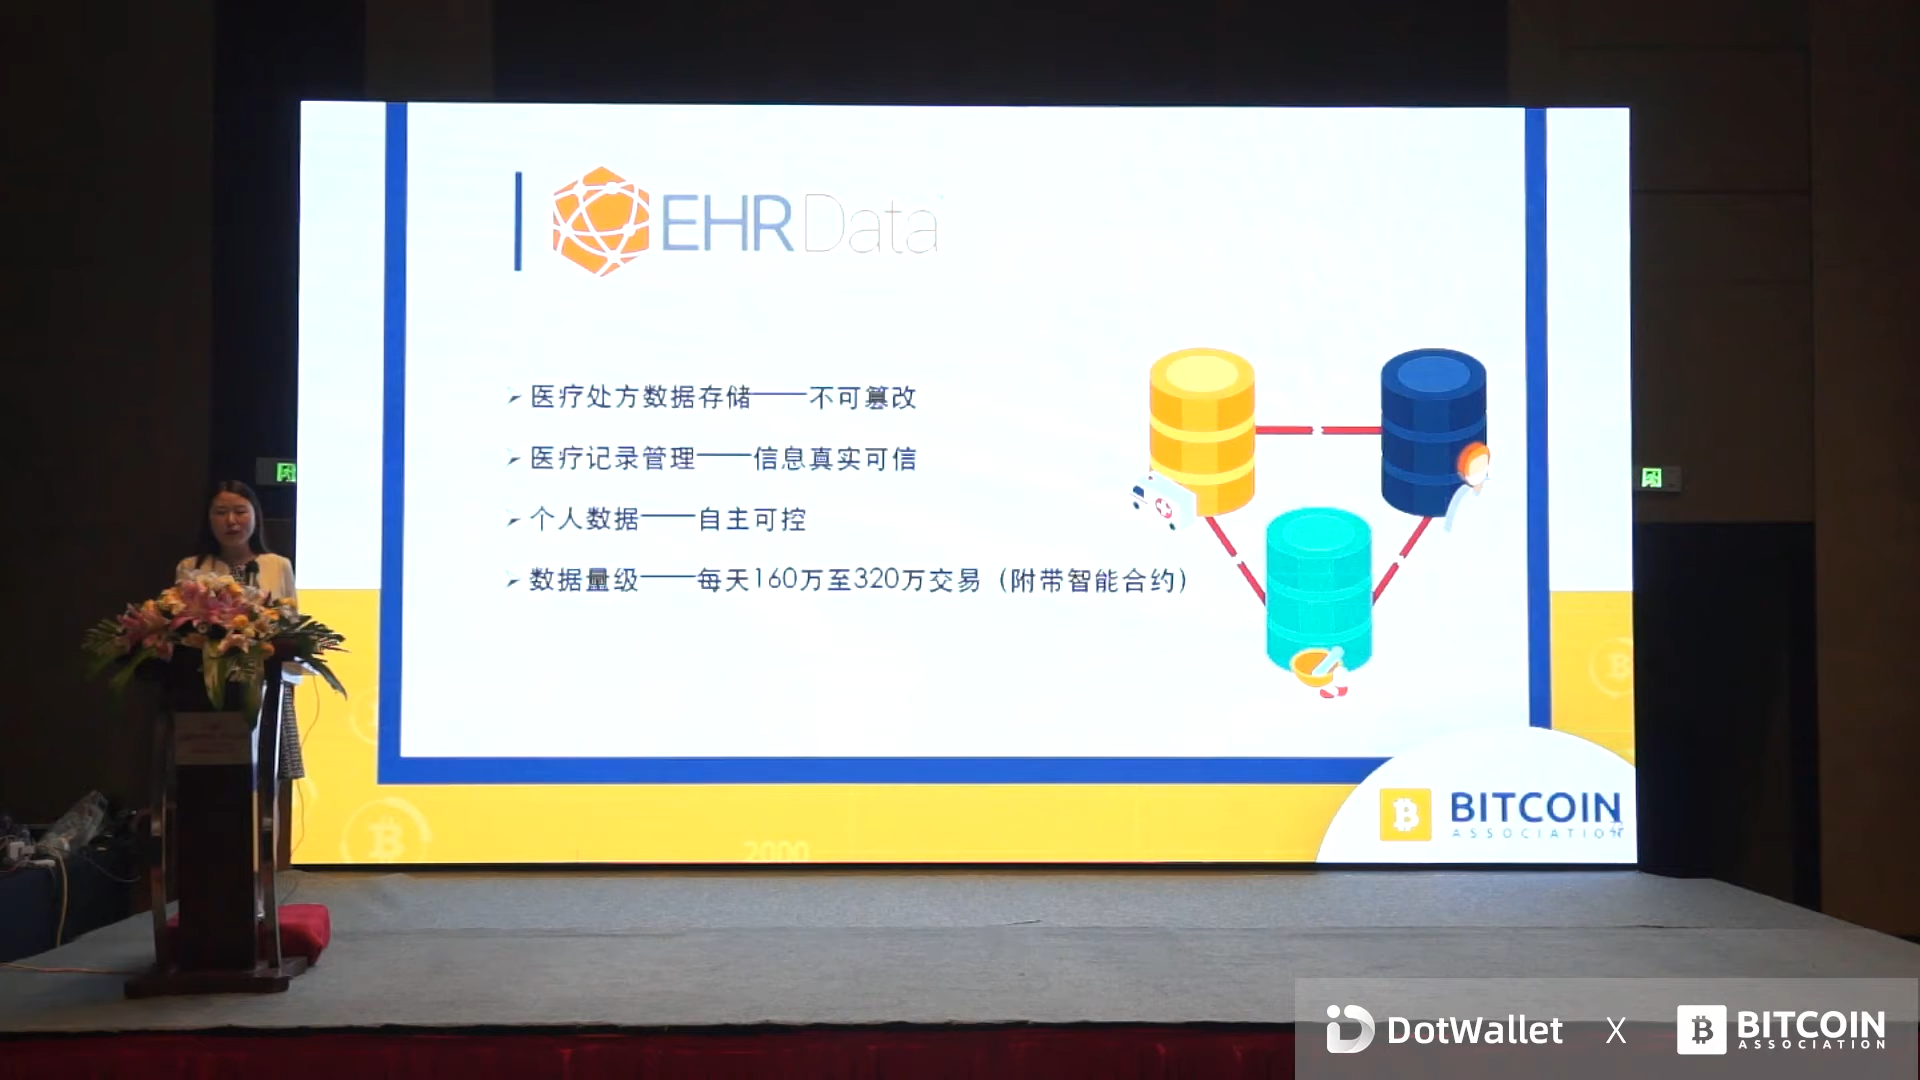 EHR Data
医疗处方数据存储——不可篡改
医疗记录管理——信息真实可信
个人数据——自主可控
数据量级——每天160万至320万交易（附带智能合约）
2000
BITCOIN
ASSOCIATION
DotWallet X BITCOIN
ASSOCIATION